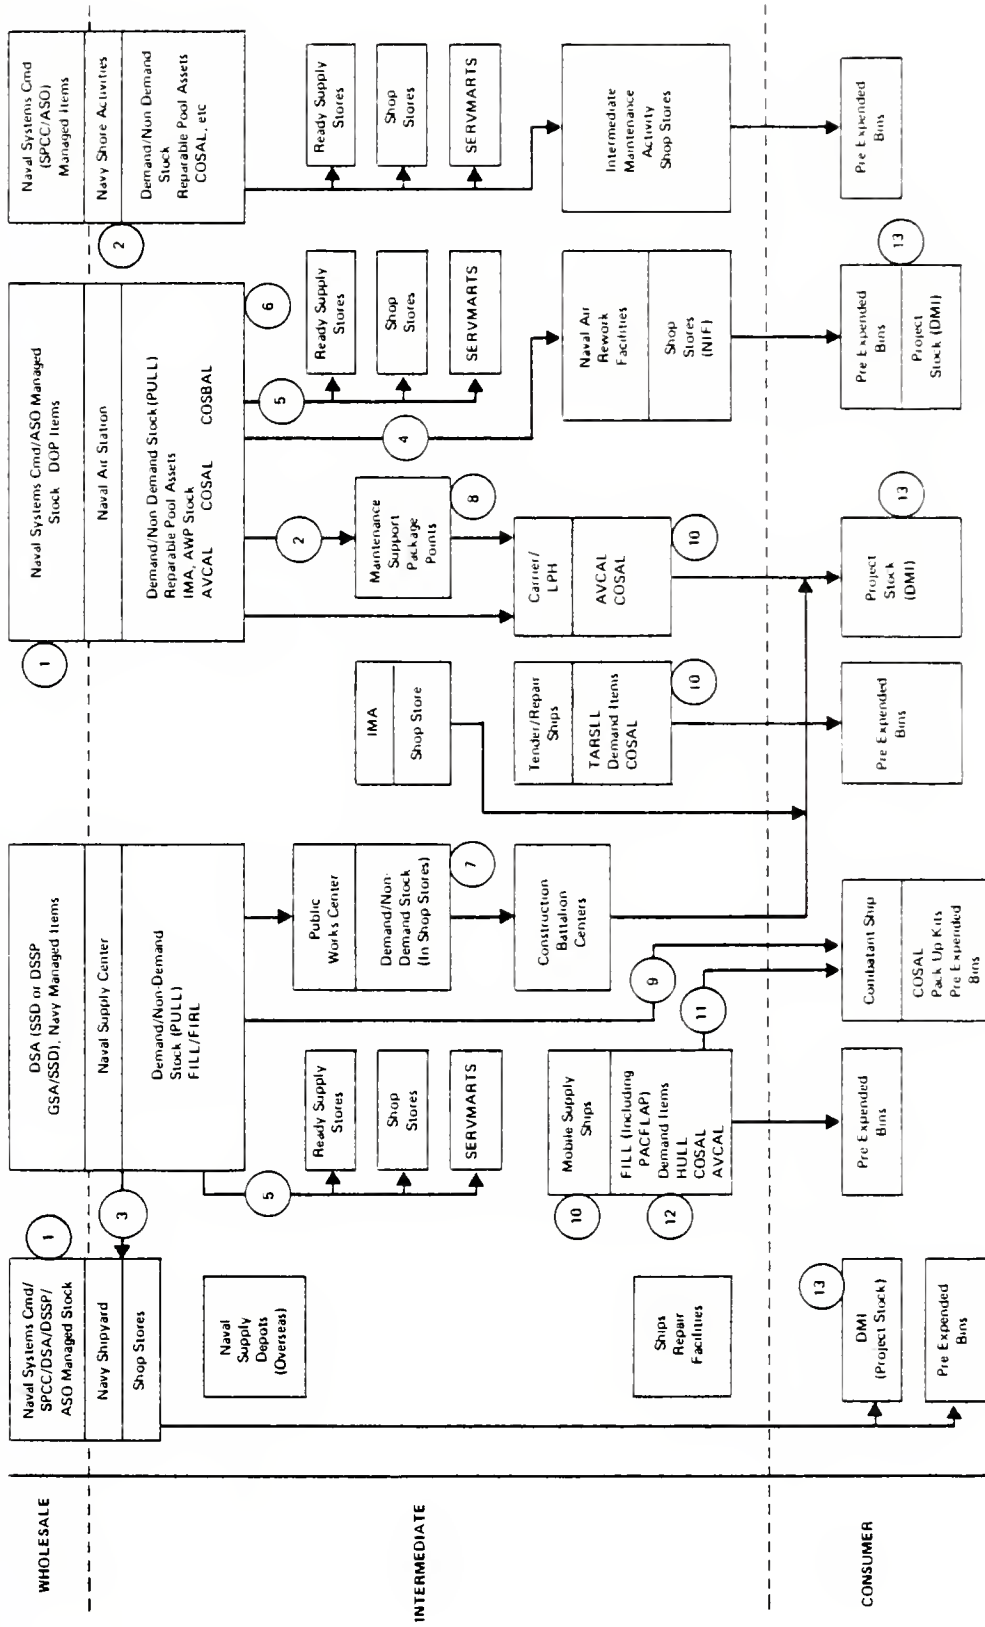 WHOLESALE
Naval Systems Cmd/
SPCC/DSA/DSSP/
ASO Managed Stock
1
Navy Shipyard
Shop Stores
3
DSA (SSD or DSSP
GSA/SSD), Navy Managed Items
Naval Supply Center
Demand/Non-Demand
Stock (PULL)
FILL/FIRL
1
Naval Systems Cmd/ASO Managed
Stock DOP Items
Naval Air Station
Demand/Non Demand Stock (PULL)
Reparable Pool Assets
IMA, AWP Stock
AVCAL COSAL COSBAL
6
2
Naval Systems Cmd
(SPCC/ASO)
Managed Items
Navy Shore Activities
Demand/Non Demand
Stock
Reparable Pool Assets
COSAL, etc
INTERMEDIATE
Naval
Supply
Depots
(Overseas)
5
Ready Supply
Stores
Shop
Stores
SERVMARTS
Public
Works Center
Demand/Non-
Demand Stock
(In Shop Stores)
7
IMA
Shop Store
2
Maintenance
Support
Package
Points
8
4
5
Ready Supply
Stores
Shop
Stores
SERVMARTS
Ready Supply
Stores
Shop
Stores
SERVMARTS
Ships
Repair
Facilities
10
12
Mobile Supply
Ships
FILL (Including
PACFLAP)
Demand Items
HULL
COSAL
AVCAL
Construction
Battalion
Centers
9
11
Tender/Repair
Ships
TARSLL
Demand Items
COSAL
10
Carrier/
LPH
AVCAL
COSAL
10
Naval Air
Rework
Facilities
Shop
Stores
(NIF)
Intermediate
Maintenance
Activity
Shop Stores
CONSUMER
13
DMI
(Project Stock)
Pre Expended
Bins
Pre Expended
Bins
Combatant Ship
COSAL
Pack Up Kits
Pre Expended
Bins
Pre Expended
Bins
Project
Stock
(DMI)
13
Pre Expended
Bins
Project
Stock (DMI)
13
Pre Expended
Bins